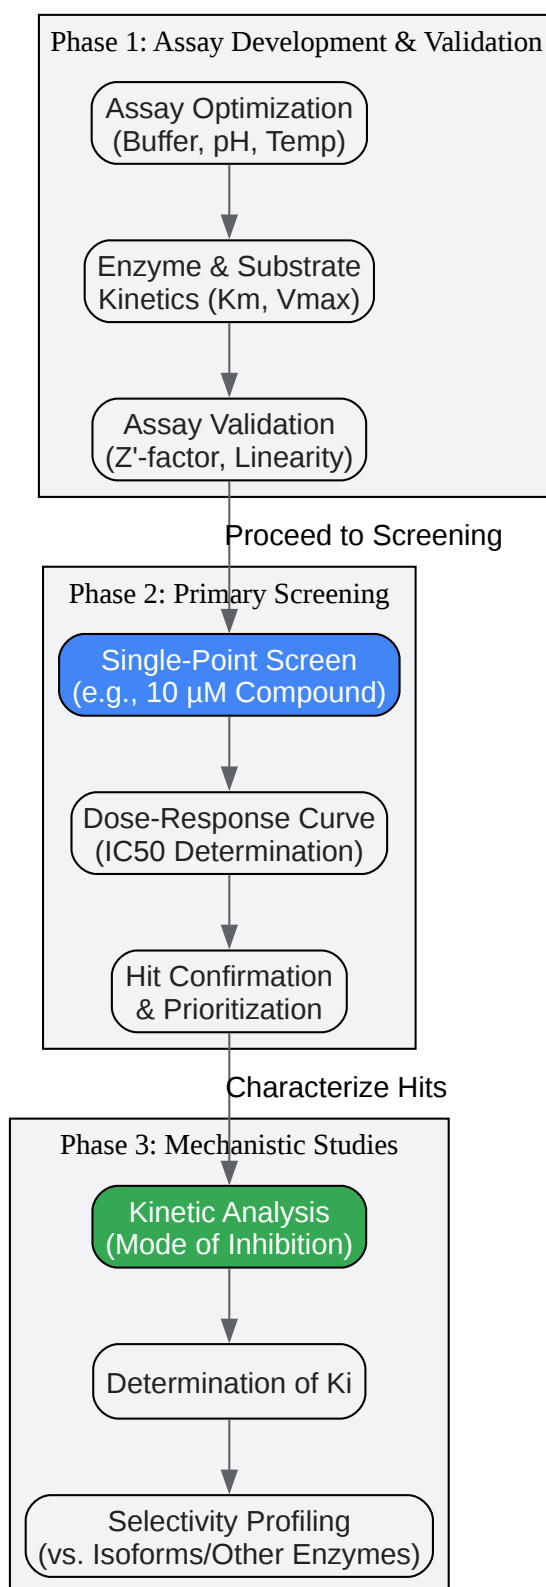 Phase 1: Assay Development & Validation
Assay Optimization
(Buffer, pH, Temp)
Enzyme & Substrate
Kinetics (Km, Vmax)
Assay Validation
(Z'-factor, Linearity)
Proceed to Screening
Phase 2: Primary Screening
Single-Point Screen
(e.g., 10 µM Compound)
Dose-Response Curve
(IC50 Determination)
Hit Confirmation
& Prioritization
Characterize Hits
Phase 3: Mechanistic Studies
Kinetic Analysis
(Mode of Inhibition)
Determination of Ki
Selectivity Profiling
(vs. Isoforms/Other Enzymes)